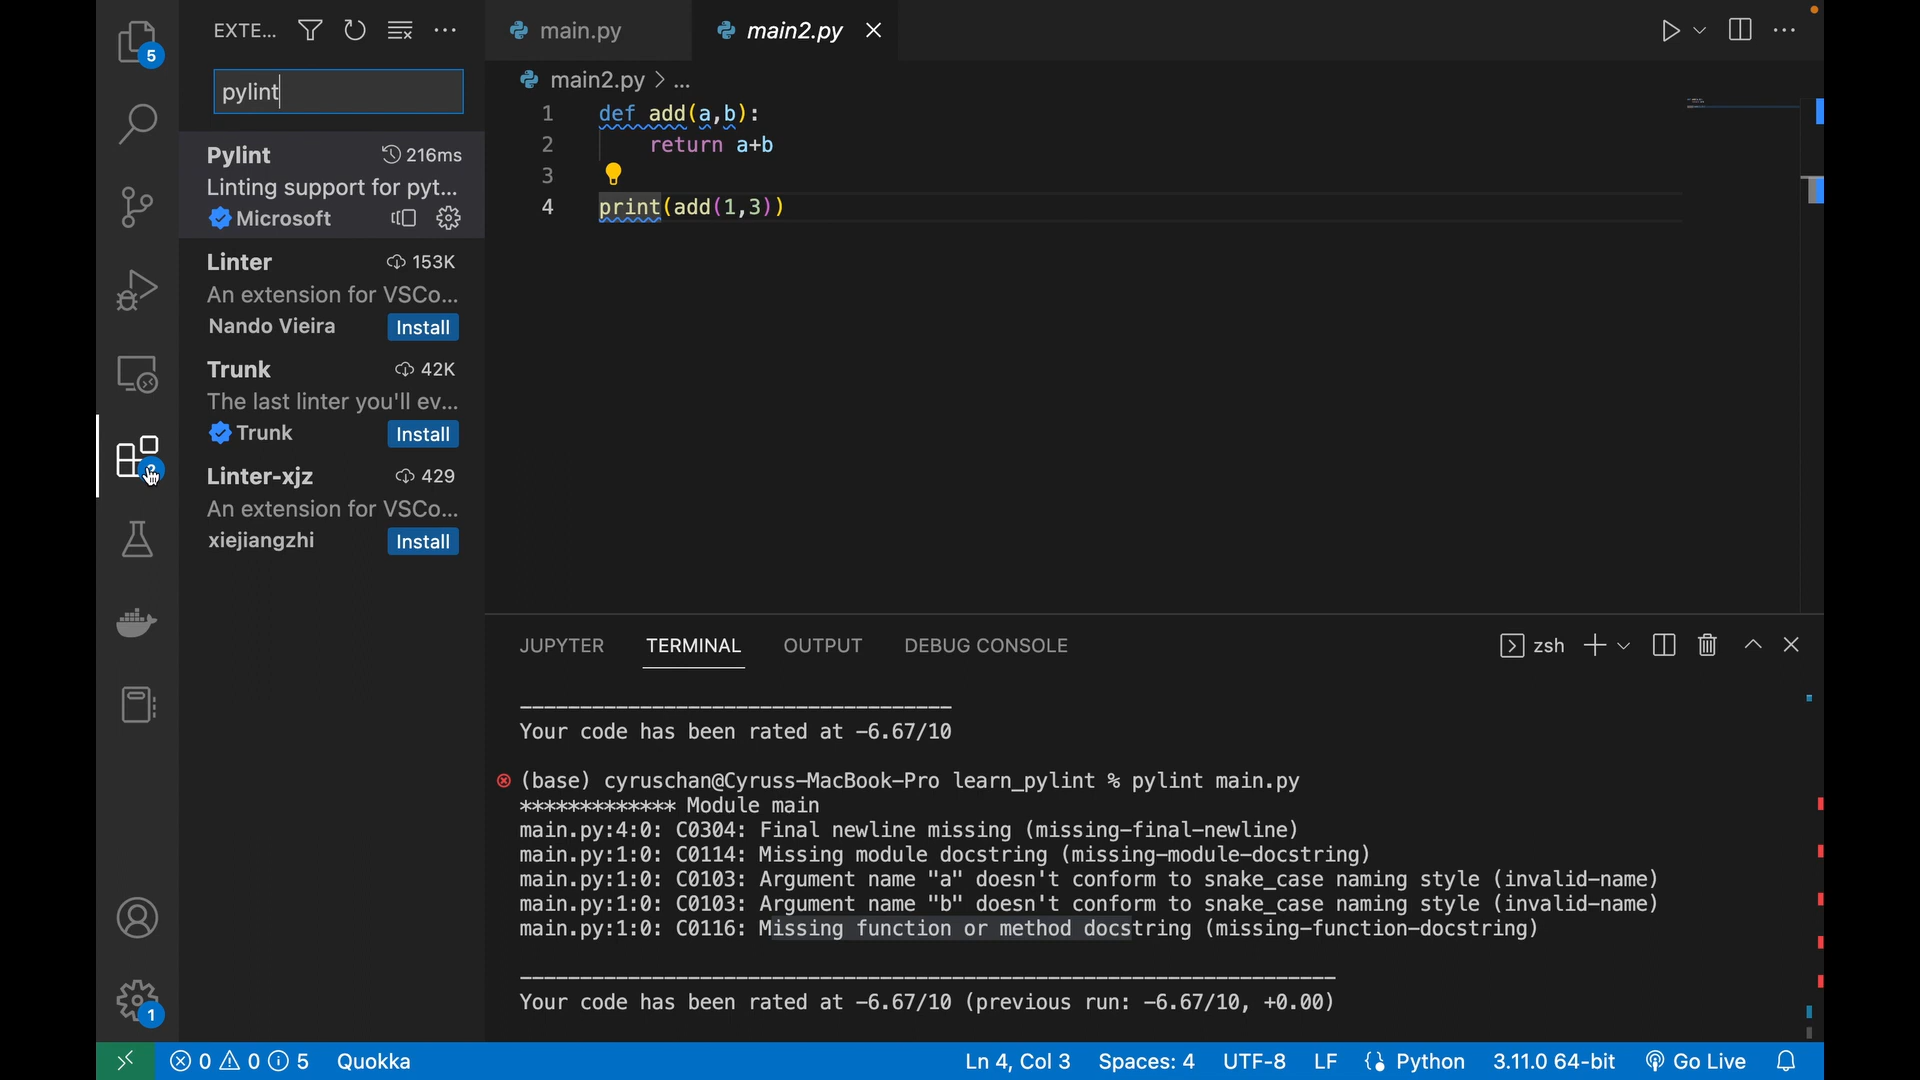 5
EXTE...
pylint
Pylint 216ms
Linting support for pyt...
Microsoft
Linter 153K
An extension for VSCo...
Nando Vieira Install
Trunk 42K
The last linter you'll ev...
Trunk Install
Linter-xjz 429
An extension for VSCo...
xiejiangzhi Install
1
main.py main2.py
main2.py > ...
1 def add(a,b):
2 return a+b
3
4 print(add(1,3))
JUPYTER TERMINAL OUTPUT DEBUG CONSOLE zsh
Your code has been rated at -6.67/10
(base) cyruschan@Cyruss-MacBook-Pro learn_pylint % pylint main.py
************* Module main
main.py:4:0: C0304: Final newline missing (missing-final-newline)
main.py:1:0: C0114: Missing module docstring (missing-module-docstring)
main.py:1:0: C0103: Argument name "a" doesn't conform to snake_case naming style (invalid-name)
main.py:1:0: C0103: Argument name "b" doesn't conform to snake_case naming style (invalid-name)
main.py:1:0: C0116: Missing function or method docstring (missing-function-docstring)
Your code has been rated at -6.67/10 (previous run: -6.67/10, +0.00)
0 0 5 Quokka Ln 4, Col 3 Spaces: 4 UTF-8 LF Python 3.11.0 64-bit Go Live